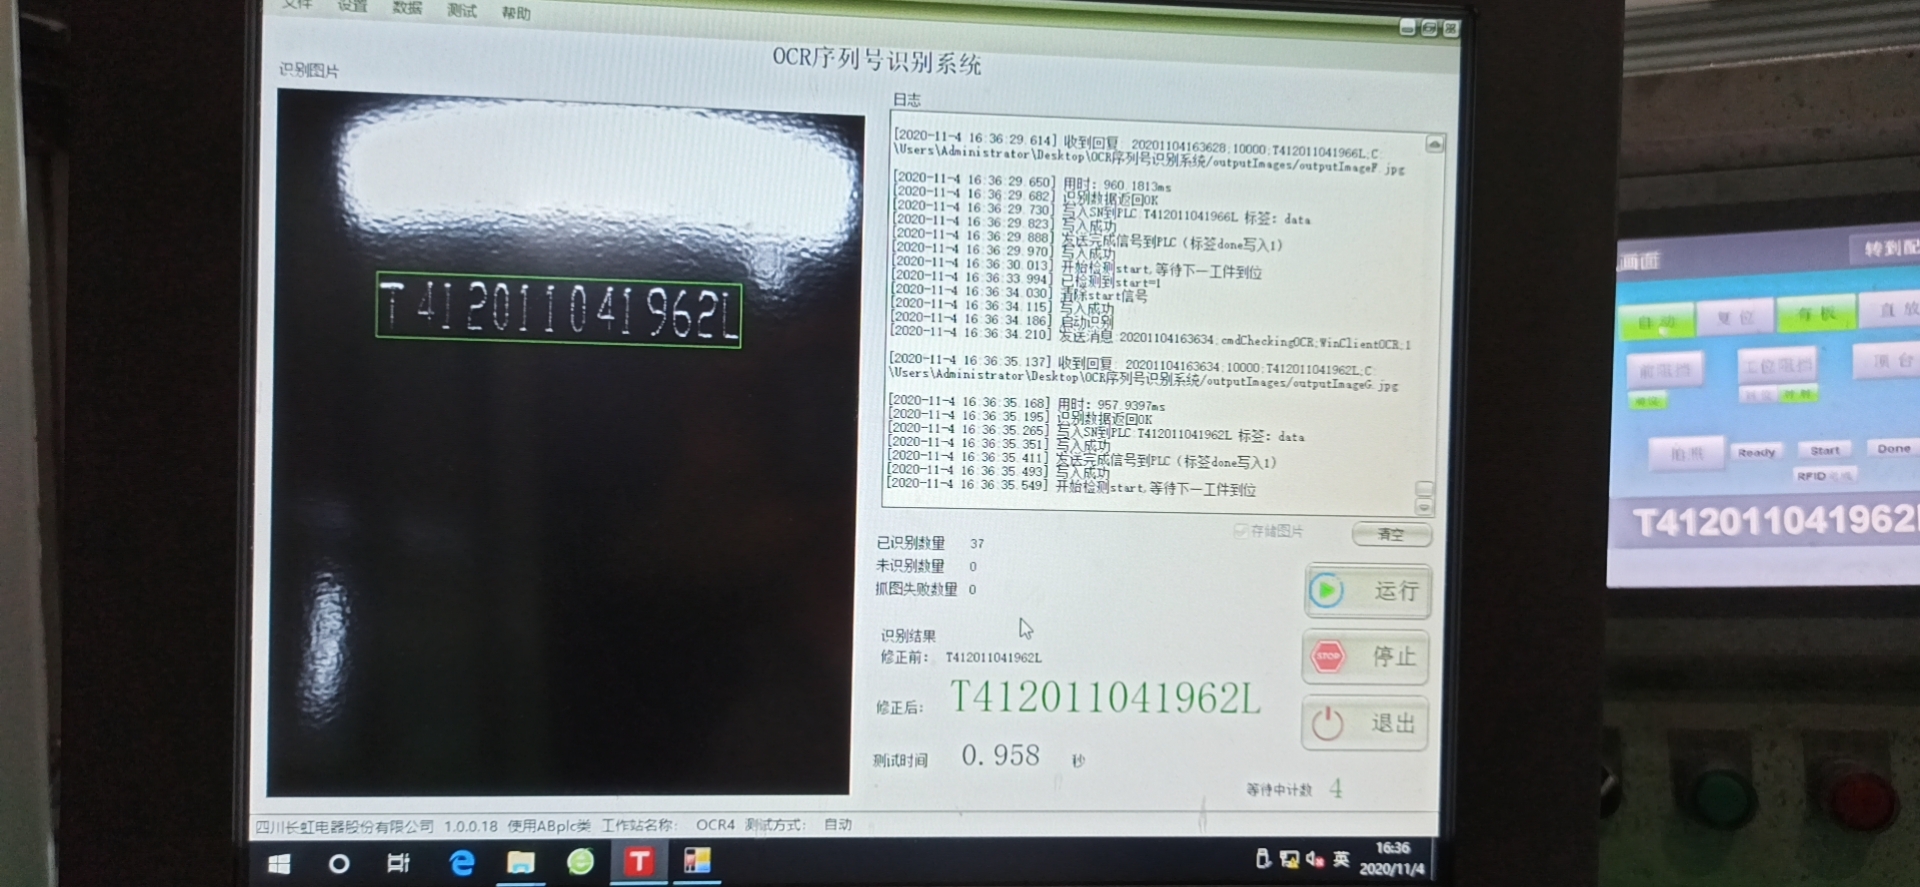 文件 设置 数据 测试 帮助
OCR序列号识别系统
识别图片
T412011041962L
日志
[2020-11-4 16:36:29.614] 收到回复: 20201104163628;10000;T412011041966L;C:
\Users\Administrator\Desktop\OCR序列号识别系统/outputImages/outputImageF.jpg
[2020-11-4 16:36:29.650] 用时: 960.1813ms
[2020-11-4 16:36:29.682] 识别数据返回OK
[2020-11-4 16:36:29.730] 写入SN到PLC:T412011041966L 标签: data
[2020-11-4 16:36:29.823] 写入成功
[2020-11-4 16:36:29.888] 发送完成信号到PLC (标签done写入1)
[2020-11-4 16:36:29.970] 写入成功
[2020-11-4 16:36:30.013] 开始检测start,等待下一工件到位
[2020-11-4 16:36:33.994] 已检测到start=1
[2020-11-4 16:36:34.030] 清除start信号
[2020-11-4 16:36:34.115] 写入成功
[2020-11-4 16:36:34.186] 启动识别
[2020-11-4 16:36:34.210] 发送消息:20201104163634;cmdCheckingOCR;WinClientOCR;1
[2020-11-4 16:36:35.137] 收到回复: 20201104163634;10000;T412011041962L;C:
\Users\Administrator\Desktop\OCR序列号识别系统/outputImages/outputImageG.jpg
[2020-11-4 16:36:35.168] 用时: 957.9397ms
[2020-11-4 16:36:35.195] 识别数据返回OK
[2020-11-4 16:36:35.265] 写入SN到PLC:T412011041962L 标签: data
[2020-11-4 16:36:35.351] 写入成功
[2020-11-4 16:36:35.411] 发送完成信号到PLC (标签done写入1)
[2020-11-4 16:36:35.493] 写入成功
[2020-11-4 16:36:35.549] 开始检测start,等待下一工件到位
存储图片 清空
已识别数量 37
未识别数量 0
抓图失败数量 0
运行
识别结果
修正前: T412011041962L
停止
修正后: T412011041962L
退出
测试时间 0.958 秒
等待中计数 4
四川长虹电器股份有限公司 1.0.0.18 使用ABplc类 工作站名称: OCR4 测试方式: 自动
英 16:36
2020/11/4
画面 转到配
自动 复位 有板 直放
前阻挡 工位阻挡 顶台
拍照 Ready Start Done
RFID
T412011041962